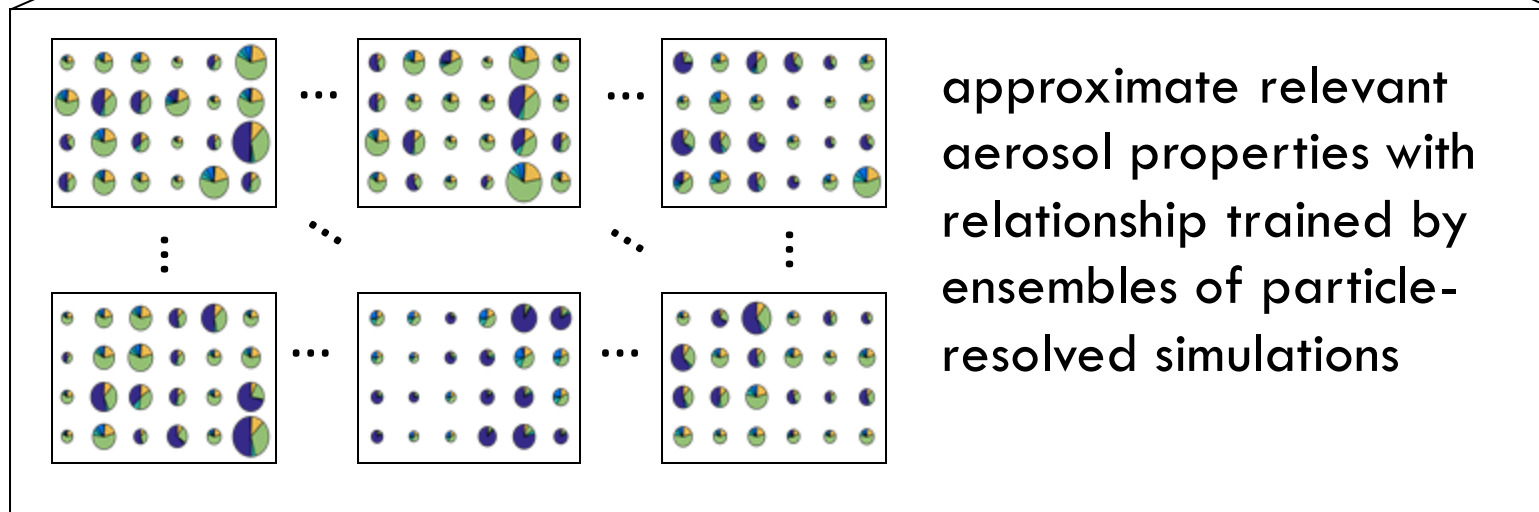 approximate relevant
aerosol properties with
relationship trained by
ensembles of particle-
resolved simulations